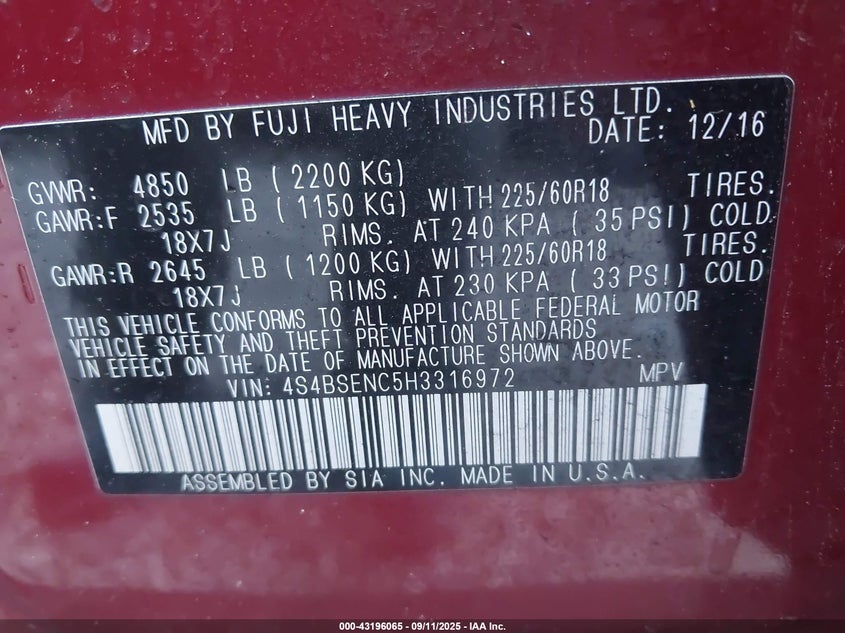 MFD BY FUJI HEAVY INDUSTRIES LTD.
DATE: 12/16
GVWR: 4850 LB ( 2200 KG)
GAWR:F 2535 LB ( 1150 KG) WITH 225/60R18 TIRES.
18X7J RIMS. AT 240 KPA ( 35 PSI) COLD
GAWR:R 2645 LB ( 1200 KG) WITH 225/60R18 TIRES.
18X7J RIMS. AT 230 KPA ( 33 PSI) COLD
THIS VEHICLE CONFORMS TO ALL APPLICABLE FEDERAL MOTOR
VEHICLE SAFETY AND THEFT PREVENTION STANDARDS
IN EFFECT ON THE DATE OF MANUFACTURE SHOWN ABOVE.
VIN: 4S4BSENC5H3316972 MPV
ASSEMBLED BY SIA INC. MADE IN U.S.A.
000-43196065 - 09/11/2025 - IAA Inc.